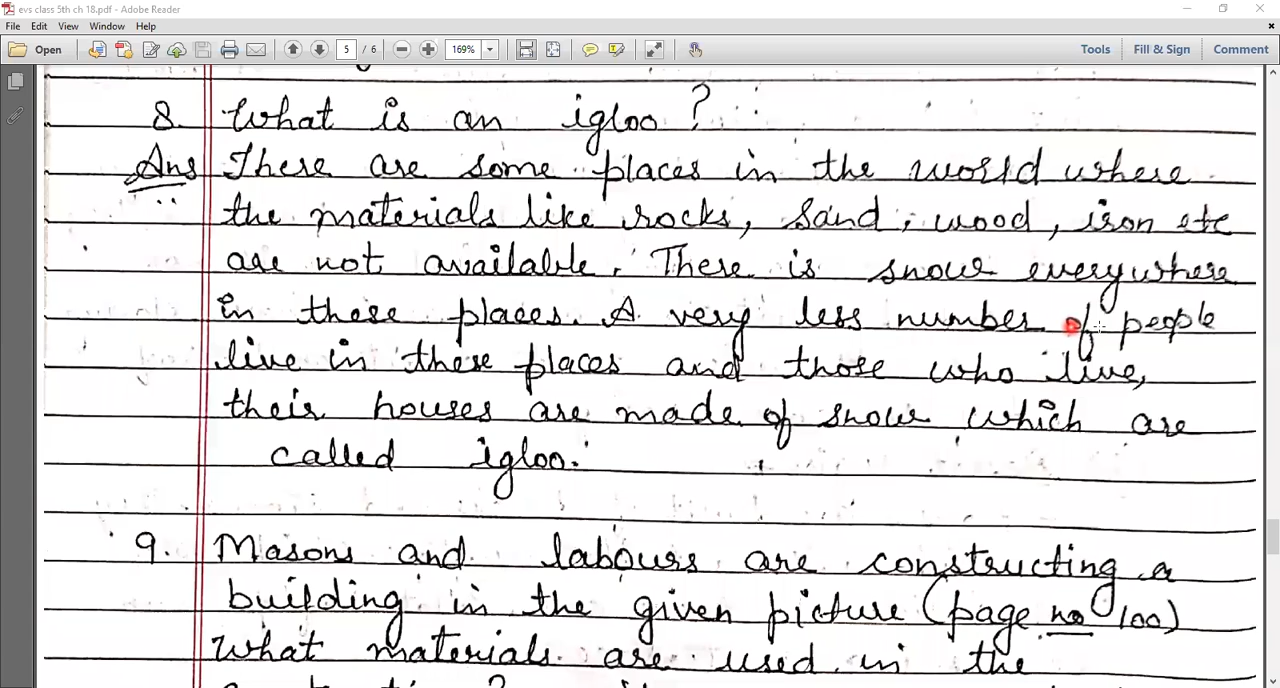 evs class 5th ch 18.pdf - Adobe Reader
File Edit View Window Help
Open 5 / 6 169% Tools Fill & Sign Comment
8. What is an igloo?
Ans There are some places in the world where
the materials like rocks, sand, wood, iron etc
are not available. There is snow everywhere
in these places. A very less number of people
live in these places and those who live,
their houses are made of snow which are
called igloo.
9. Masons and labours are constructing a
building in the given picture (page no 100)
What materials are used in the